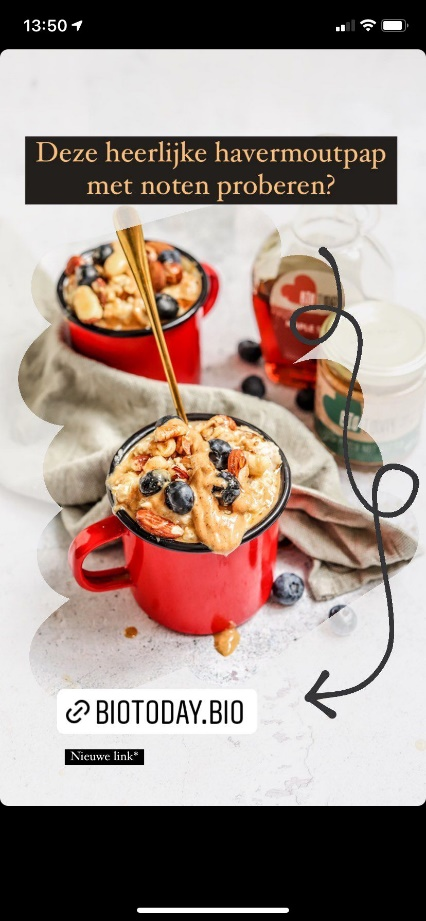 13:50
Deze heerlijke havermoutpap
met noten proberen?
BIOTODAY.BIO
Nieuwe link*